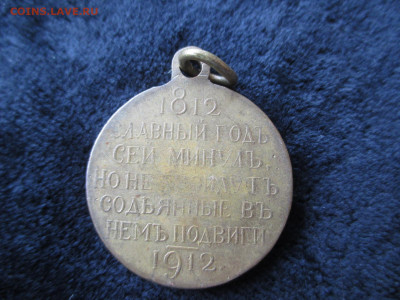 COINS.LAVE.RU
1812
СЛАВНЫЙ ГОДЪ
СЕЙ МИНУЛЪ,
НО НЕ
СОДѢЯННЫЕ ВЪ
НЕМЪ ПОДВИГИ
1912